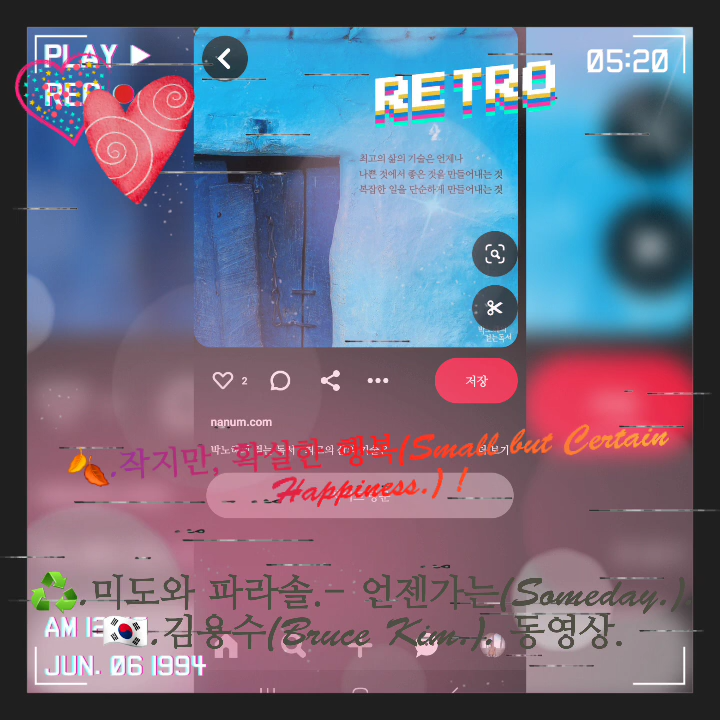 PLAY
REC
05:20
RETRO
최고의 삶의 기술은 언제나
나쁜 것에서 좋은 것을 만들어내는 것
복잡한 일을 단순하게 만들어내는 것
걷는독서
2
저장
nanum.com
.작지만, 확실한 행복(Small but Certain
Happiness.) !
.미도와 파라솔.- 언젠가는(Someday.)
.김용수(Bruce Kim.). 동영상.
AM
JUN. 06 1994